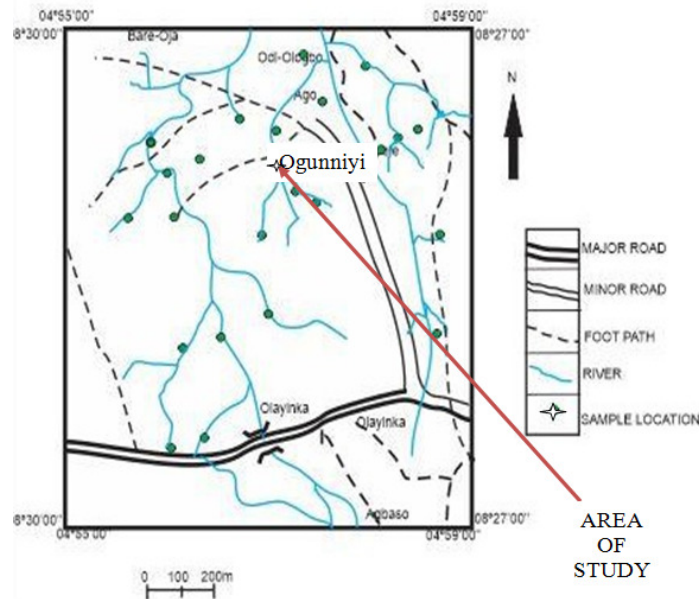 04°55'00"
04°59'00"
08°30'00"
08°27'00"
Bare-Oja
Odi-Ologbo
Ago
N
Ogunniyi
MAJOR ROAD
MINOR ROAD
FOOT PATH
RIVER
SAMPLE LOCATION
Olayinka
Olayinka
Agbaso
8°30'00"
08°27'00"
04°55'00"
04°59'00"
AREA
OF
STUDY
0 100 200m